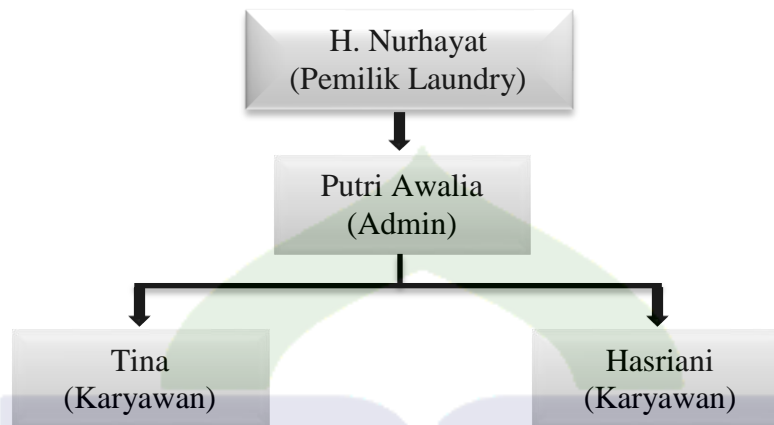 H. Nurhayat
(Pemilik Laundry)
Putri Awalia
(Admin)
Tina
(Karyawan)
Hasriani
(Karyawan)